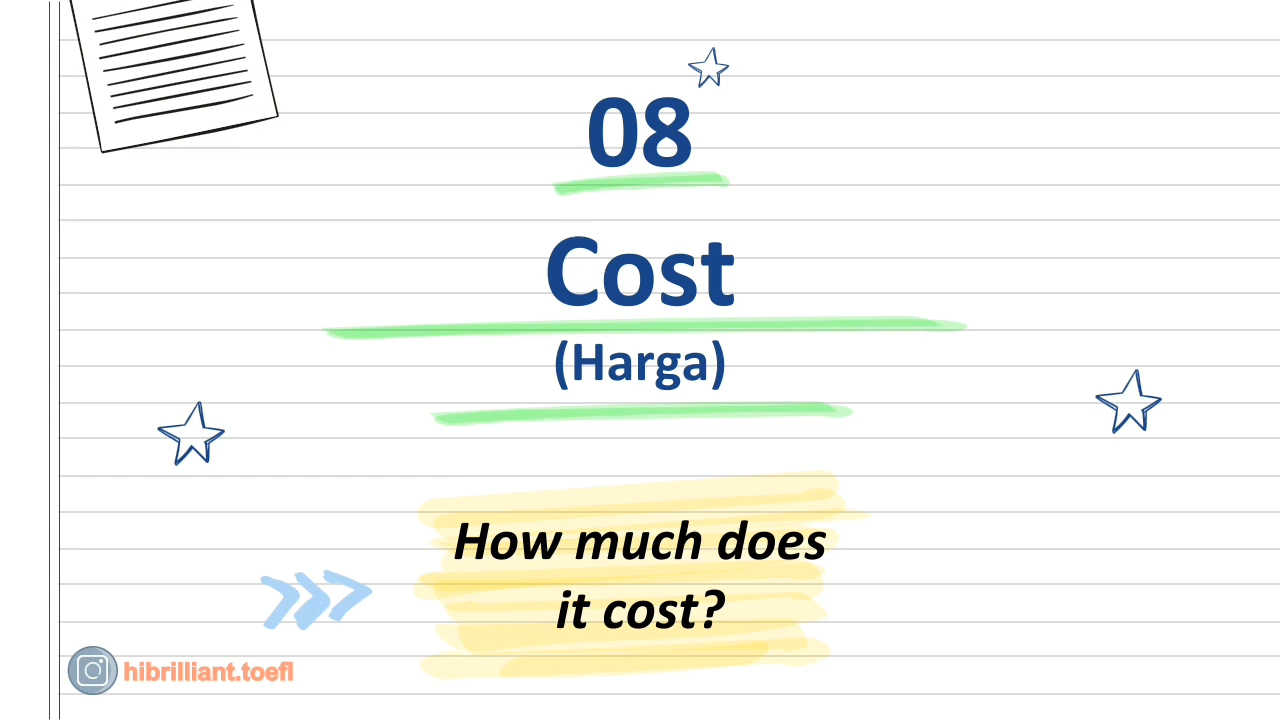 08
Cost
(Harga)
How much does
it cost?
hibrilliant.toefl